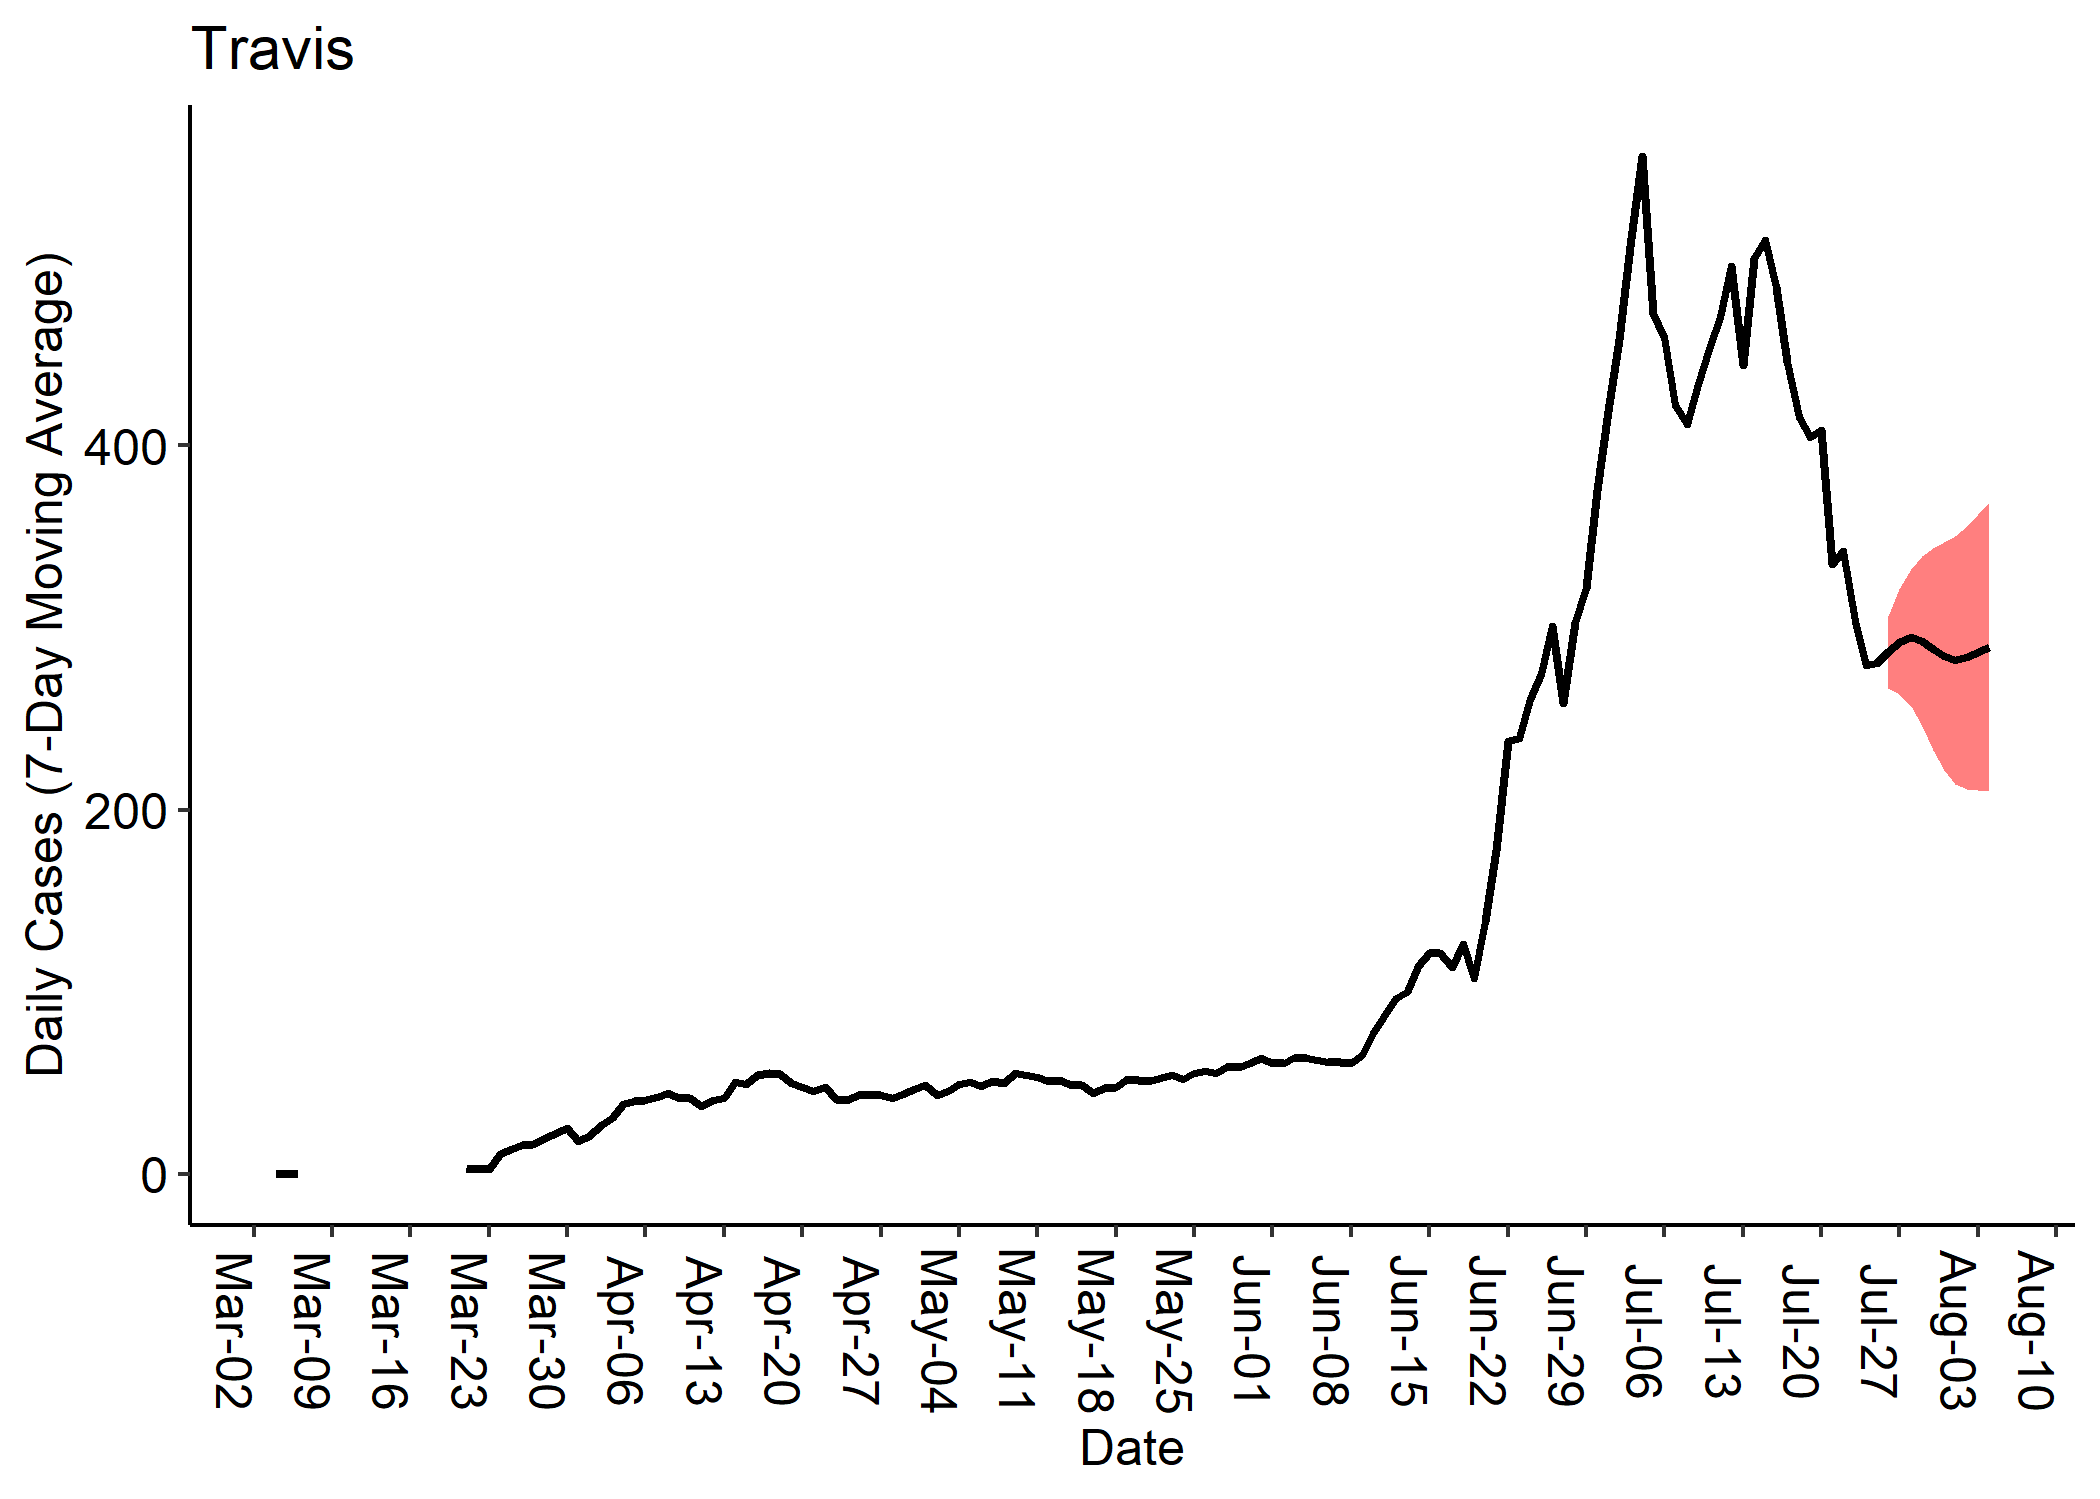 Travis
Daily Cases (7-Day Moving Average)
400
200
0
Mar-02
Mar-09
Mar-16
Mar-23
Mar-30
Apr-06
Apr-13
Apr-20
Apr-27
May-04
May-11
May-18
May-25
Jun-01
Jun-08
Jun-15
Jun-22
Jun-29
Jul-06
Jul-13
Jul-20
Jul-27
Aug-03
Aug-10
Date